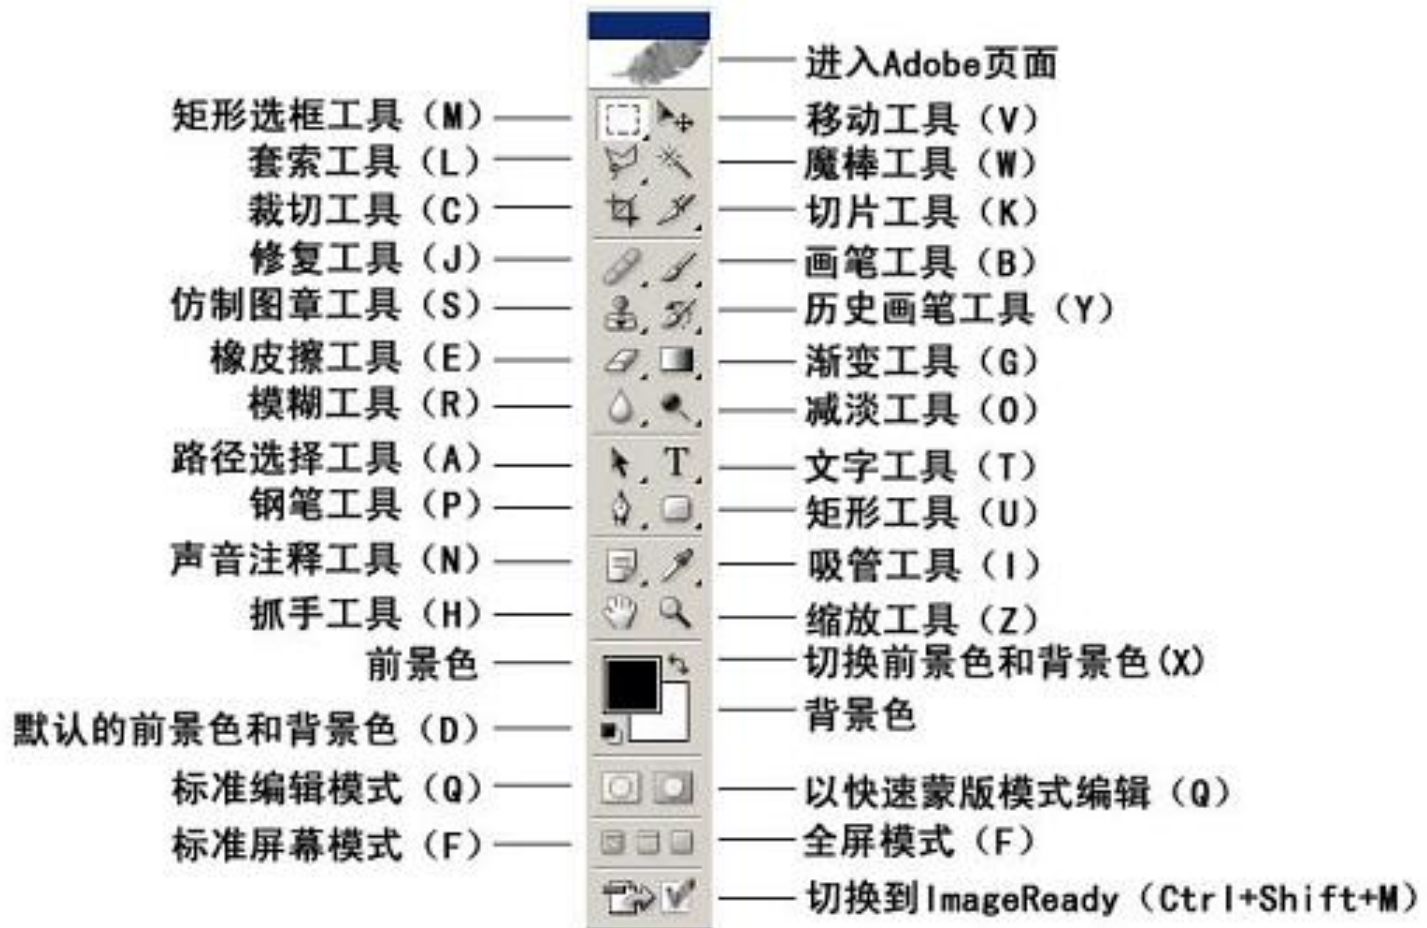 进入Adobe页面
矩形选框工具（M）
移动工具（V）
套索工具（L）
魔棒工具（W）
裁切工具（C）
切片工具（K）
修复工具（J）
画笔工具（B）
仿制图章工具（S）
历史画笔工具（Y）
橡皮擦工具（E）
渐变工具（G）
模糊工具（R）
减淡工具（O）
路径选择工具（A）
T
文字工具（T）
钢笔工具（P）
矩形工具（U）
声音注释工具（N）
吸管工具（I）
抓手工具（H）
缩放工具（Z）
前景色
切换前景色和背景色(X)
默认的前景色和背景色（D）
背景色
标准编辑模式（Q）
以快速蒙版模式编辑（Q）
标准屏幕模式（F）
全屏模式（F）
切换到ImageReady（Ctrl+Shift+M）